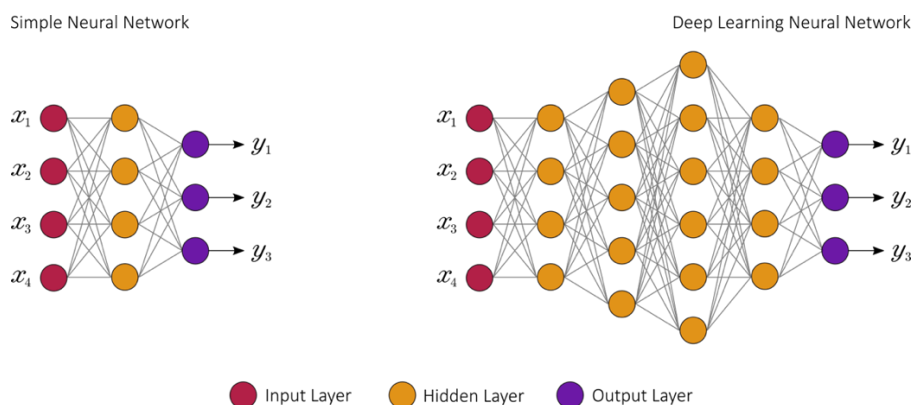 Simple Neural Network
Deep Learning Neural Network
x₁
x₂
x₃
x₄
y₁
y₂
y₃
x₁
x₂
x₃
x₄
y₁
y₂
y₃
Input Layer
Hidden Layer
Output Layer